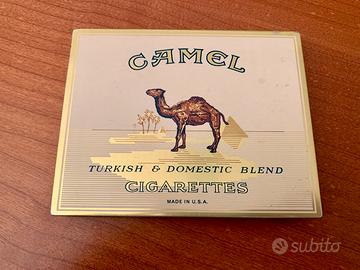 CAMEL
TURKISH & DOMESTIC BLEND
CIGARETTES
MADE IN U.S.A.
subito